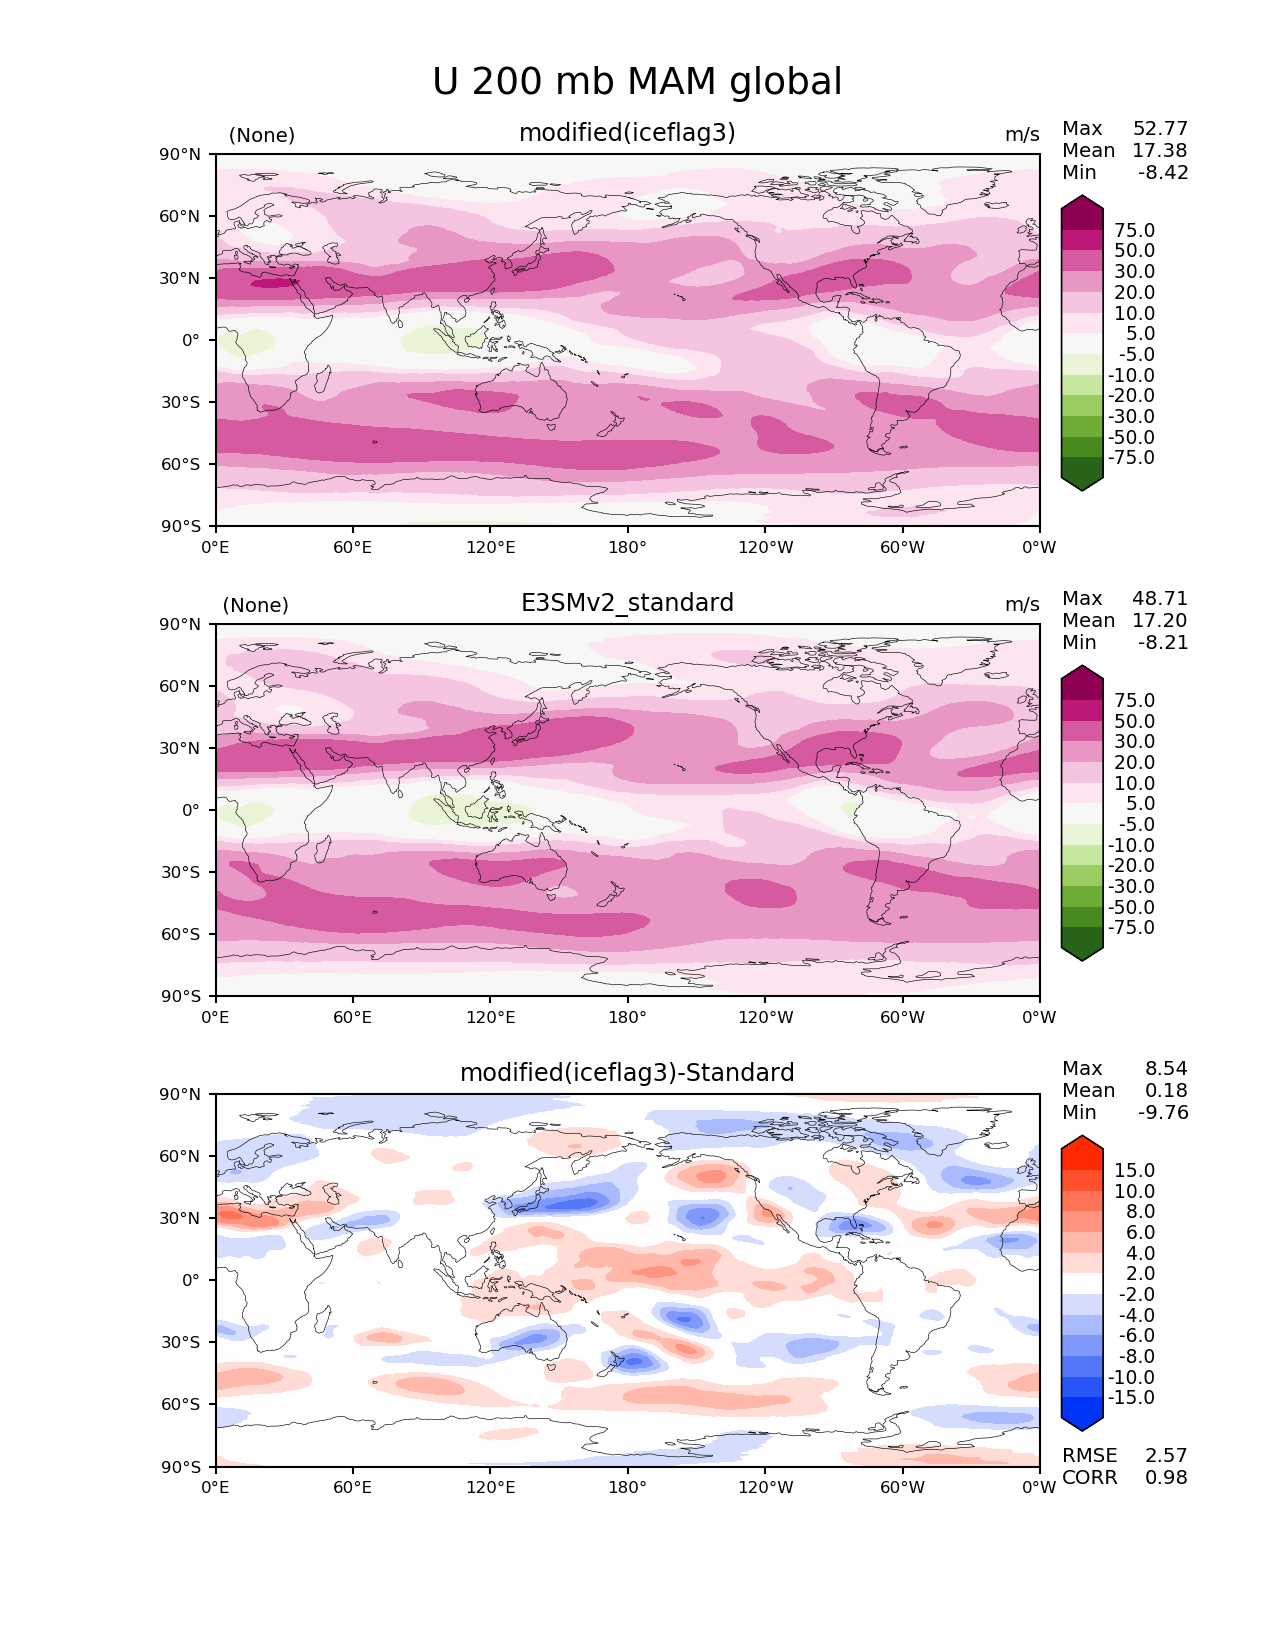 U 200 mb MAM global
(None) modified(iceflag3) m/s
Max 52.77
Mean 17.38
Min -8.42
90°N
60°N
30°N
0°
30°S
60°S
90°S
0°E 60°E 120°E 180° 120°W 60°W 0°W
75.0
50.0
30.0
20.0
10.0
5.0
-5.0
-10.0
-20.0
-30.0
-50.0
-75.0
(None) E3SMv2_standard m/s
Max 48.71
Mean 17.20
Min -8.21
90°N
60°N
30°N
0°
30°S
60°S
90°S
0°E 60°E 120°E 180° 120°W 60°W 0°W
75.0
50.0
30.0
20.0
10.0
5.0
-5.0
-10.0
-20.0
-30.0
-50.0
-75.0
modified(iceflag3)-Standard
Max 8.54
Mean 0.18
Min -9.76
90°N
60°N
30°N
0°
30°S
60°S
90°S
0°E 60°E 120°E 180° 120°W 60°W 0°W
15.0
10.0
8.0
6.0
4.0
2.0
-2.0
-4.0
-6.0
-8.0
-10.0
-15.0
RMSE 2.57
CORR 0.98